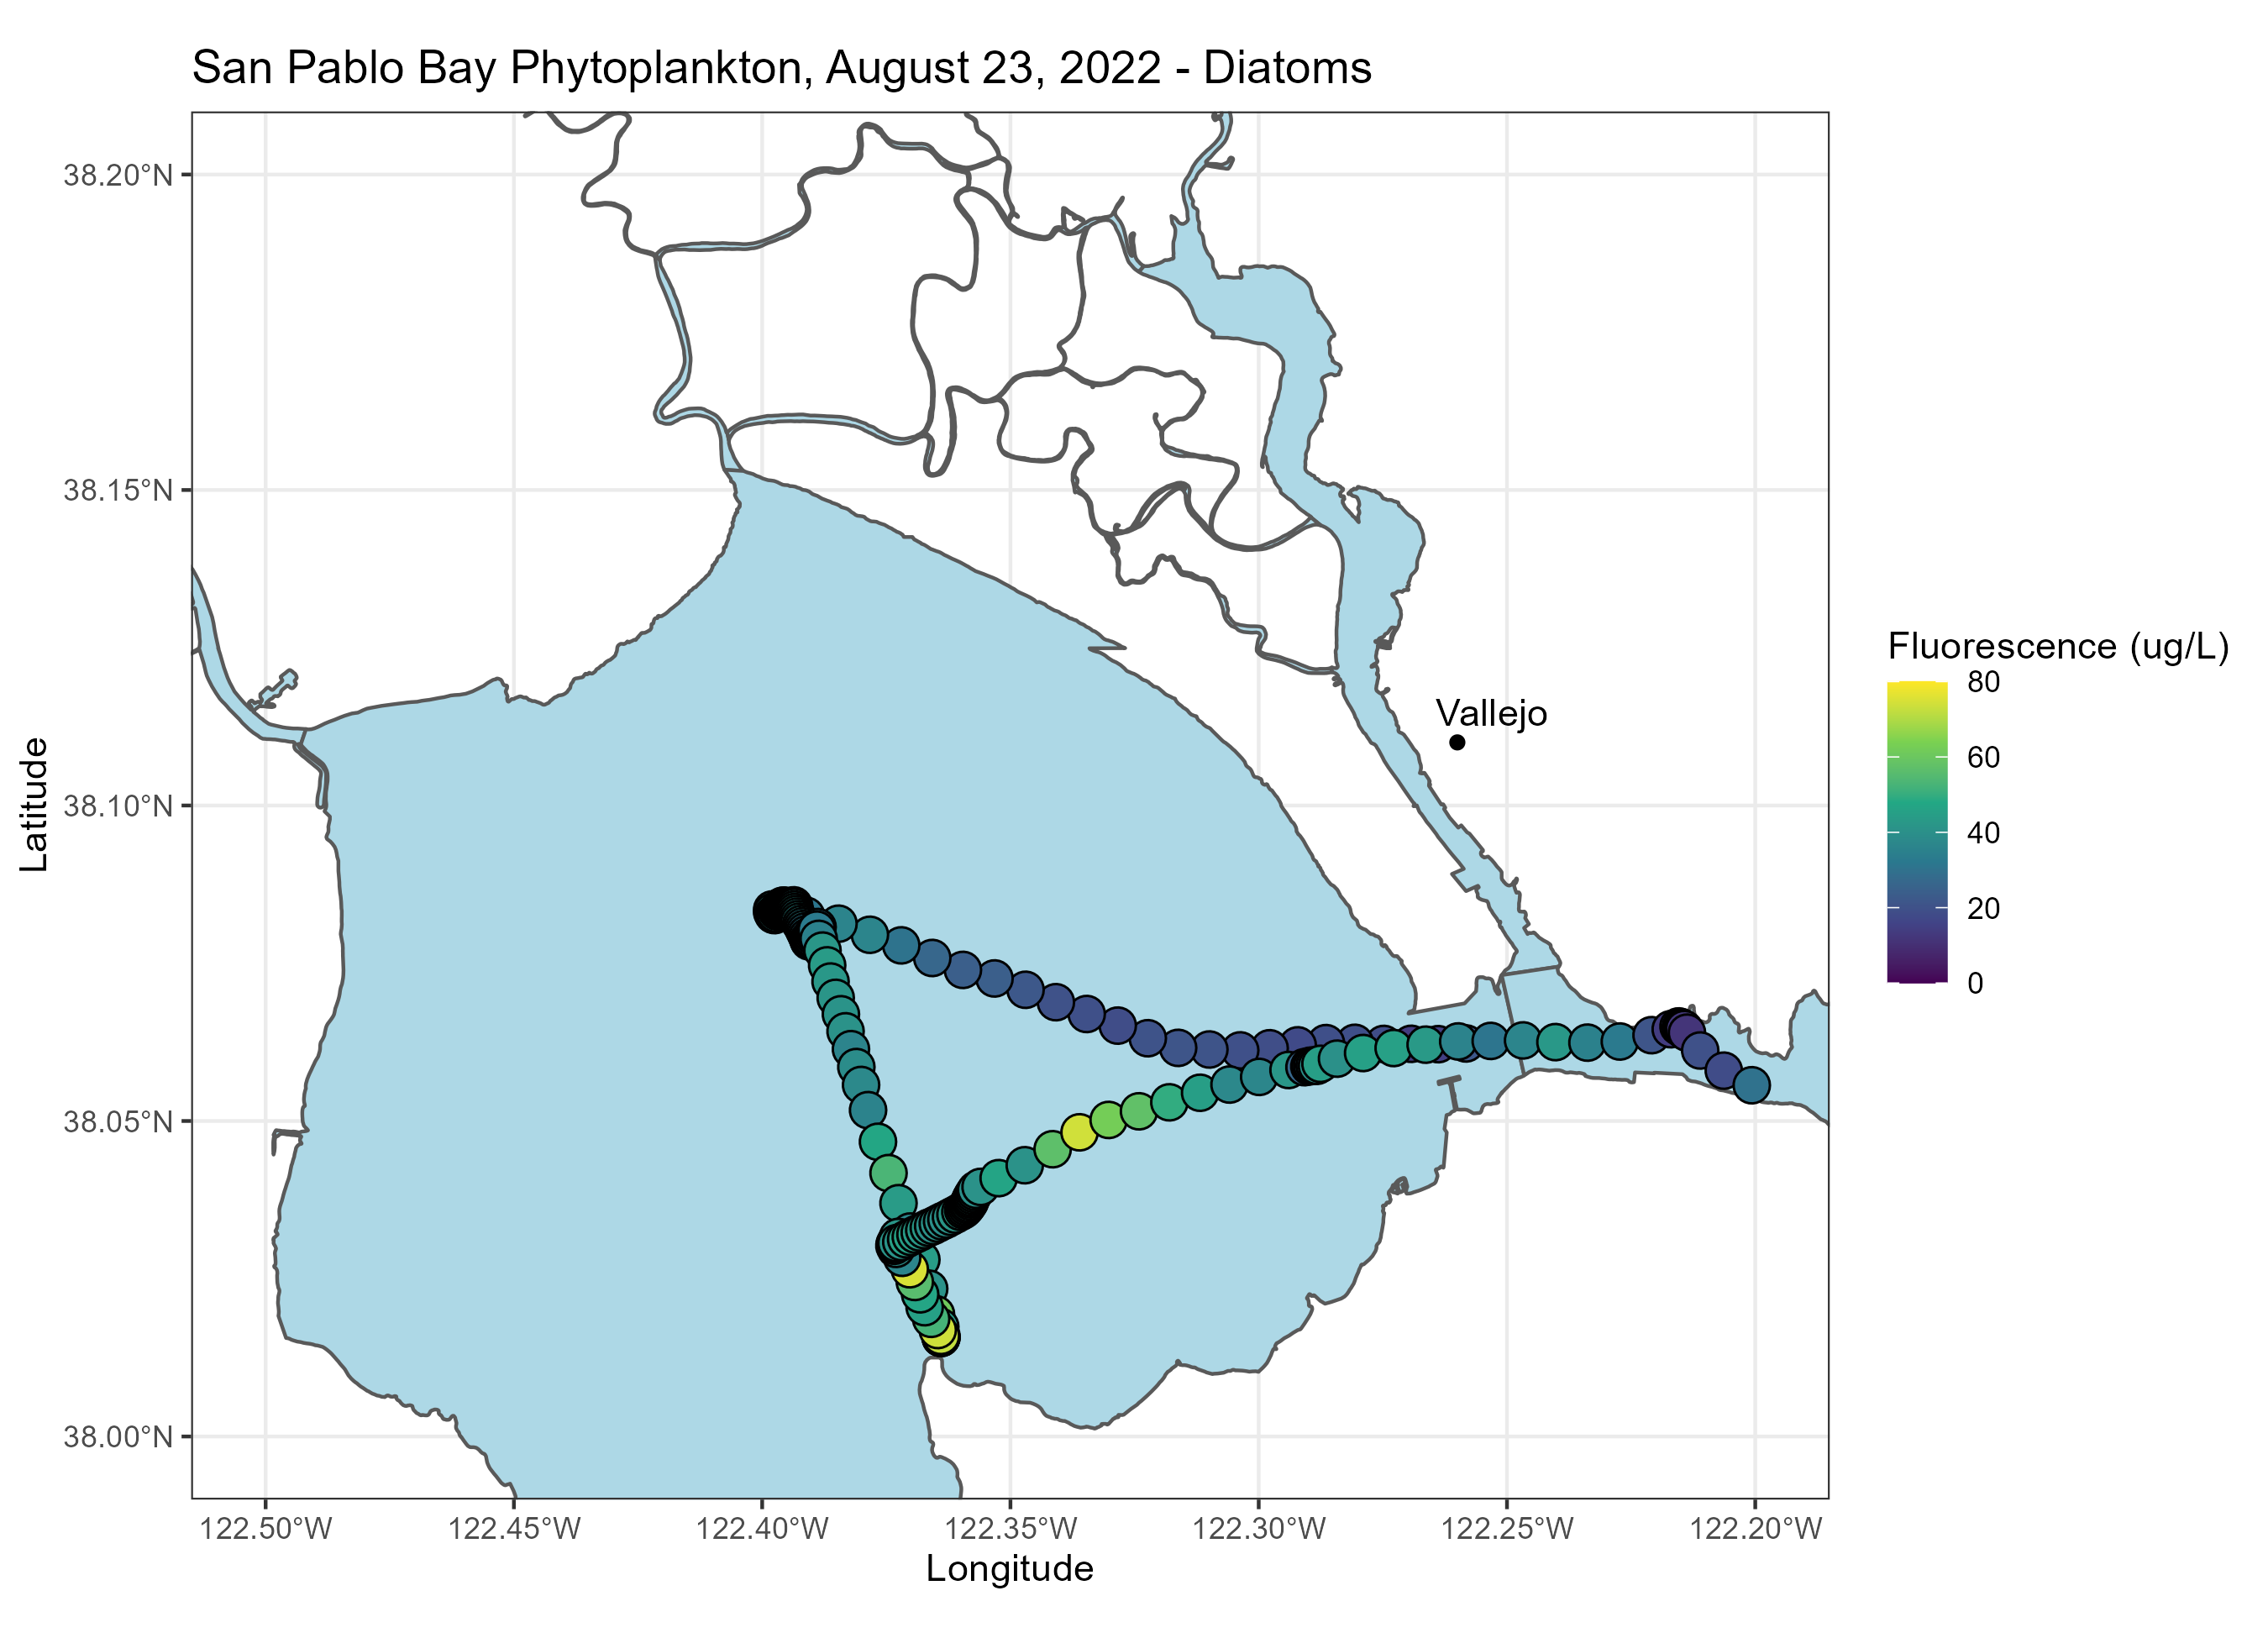 San Pablo Bay Phytoplankton, August 23, 2022 - Diatoms
38.20°N
38.15°N
38.10°N
38.05°N
38.00°N
Latitude
Vallejo
122.50°W
122.45°W
122.40°W
122.35°W
122.30°W
122.25°W
122.20°W
Longitude
Fluorescence (ug/L)
80
60
40
20
0